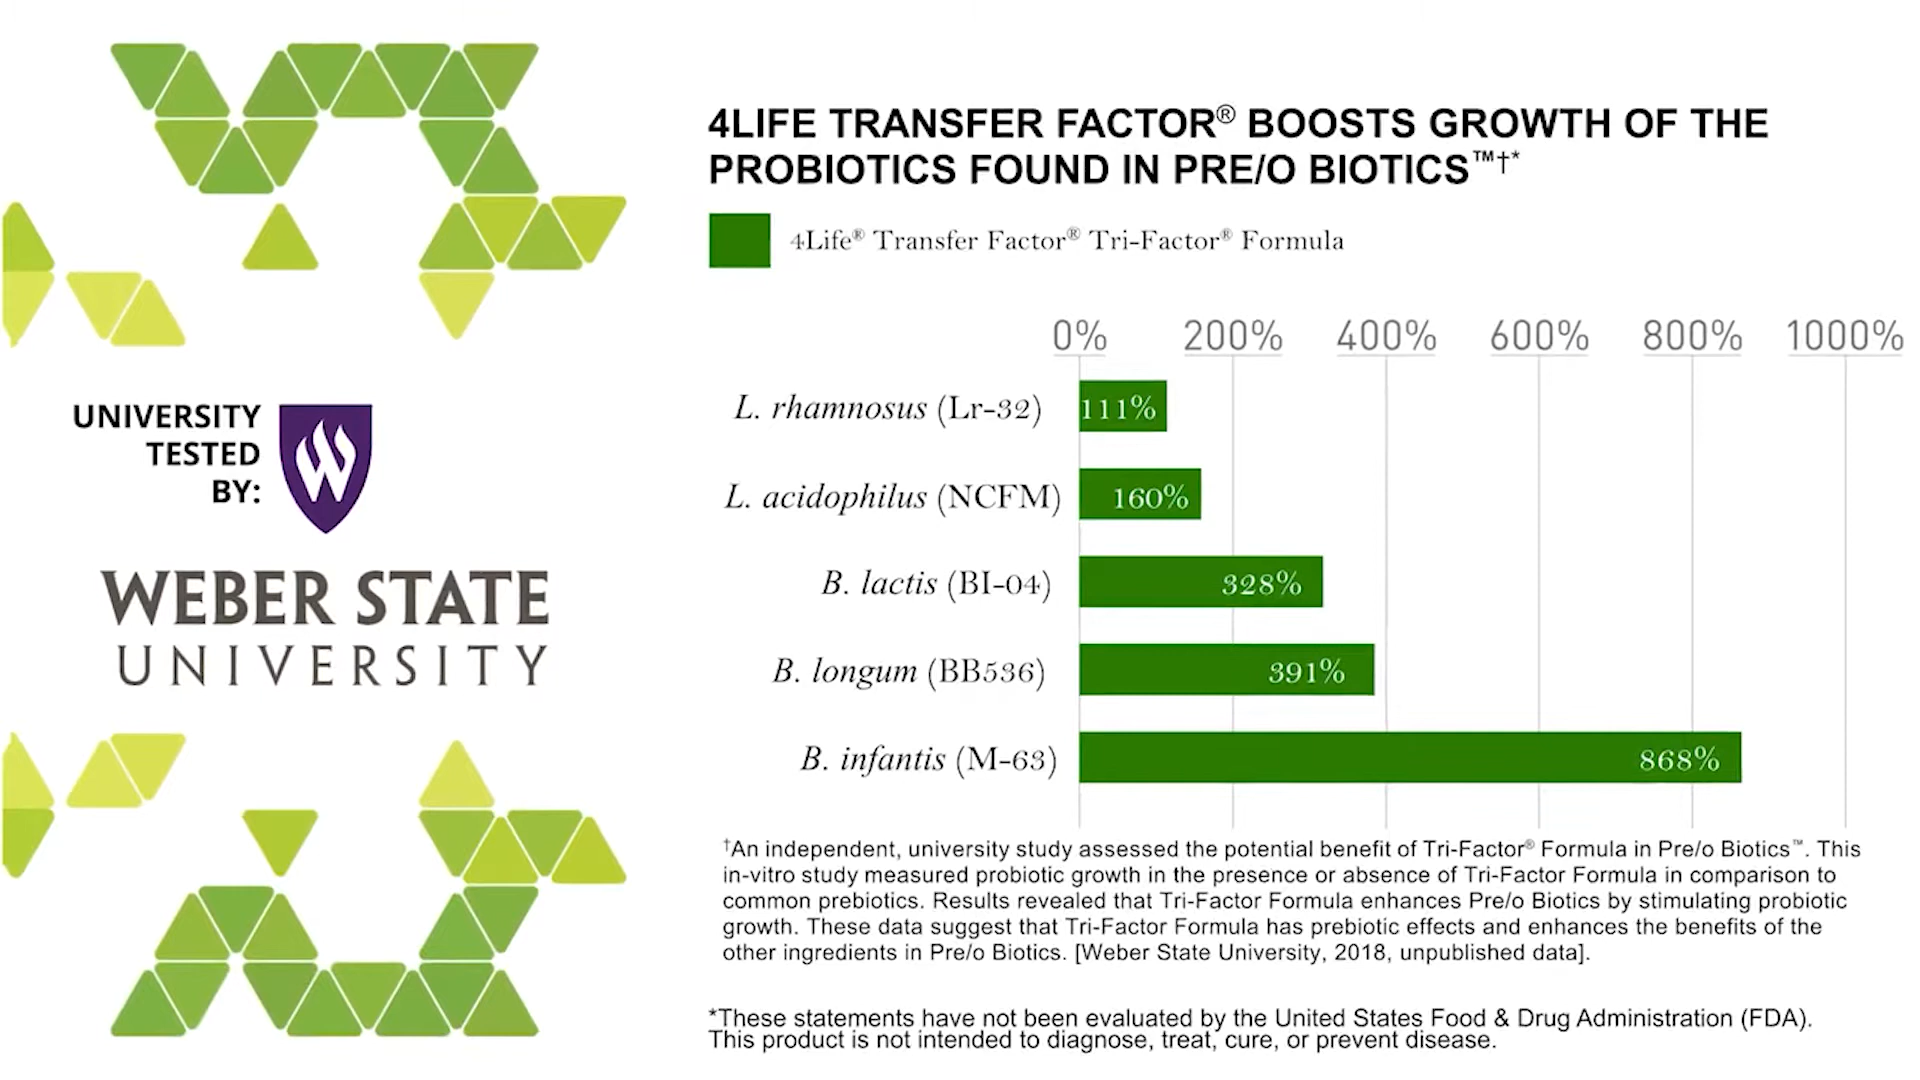 UNIVERSITY
TESTED
BY:
WEBER STATE
UNIVERSITY
4LIFE TRANSFER FACTOR® BOOSTS GROWTH OF THE
PROBIOTICS FOUND IN PRE/O BIOTICS™†*
4Life® Transfer Factor® Tri-Factor® Formula
0% 200% 400% 600% 800% 1000%
L. rhamnosus (Lr-32) 111%
L. acidophilus (NCFM) 160%
B. lactis (BI-04) 328%
B. longum (BB536) 391%
B. infantis (M-63) 868%
†An independent, university study assessed the potential benefit of Tri-Factor® Formula in Pre/o Biotics™. This
in-vitro study measured probiotic growth in the presence or absence of Tri-Factor Formula in comparison to
common prebiotics. Results revealed that Tri-Factor Formula enhances Pre/o Biotics by stimulating probiotic
growth. These data suggest that Tri-Factor Formula has prebiotic effects and enhances the benefits of the
other ingredients in Pre/o Biotics. [Weber State University, 2018, unpublished data].
*These statements have not been evaluated by the United States Food & Drug Administration (FDA).
This product is not intended to diagnose, treat, cure, or prevent disease.